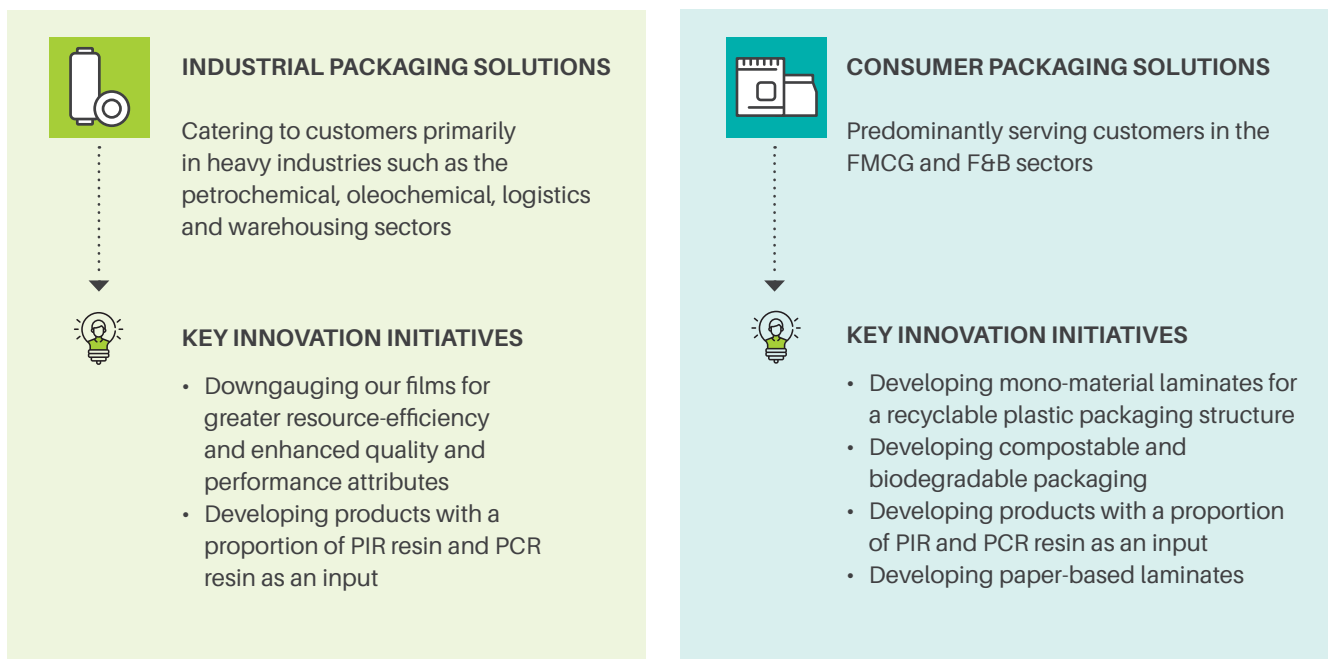 INDUSTRIAL PACKAGING SOLUTIONS
Catering to customers primarily
in heavy industries such as the
petrochemical, oleochemical, logistics
and warehousing sectors
KEY INNOVATION INITIATIVES
• Downgauging our films for
greater resource-efficiency
and enhanced quality and
performance attributes
• Developing products with a
proportion of PIR resin and PCR
resin as an input
CONSUMER PACKAGING SOLUTIONS
Predominantly serving customers in the
FMCG and F&B sectors
KEY INNOVATION INITIATIVES
• Developing mono-material laminates for
a recyclable plastic packaging structure
• Developing compostable and
biodegradable packaging
• Developing products with a proportion
of PIR and PCR resin as an input
• Developing paper-based laminates